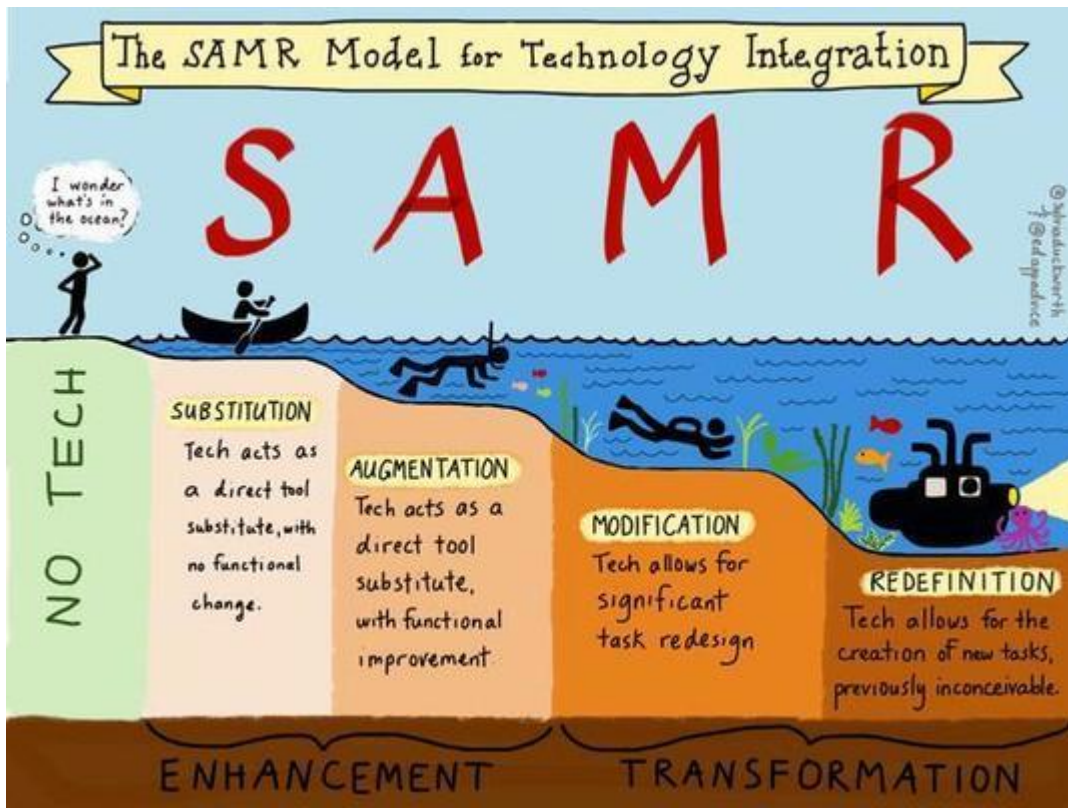 The SAMR Model for Technology Integration
S A M R
I wonder
what's in
the ocean?
@sylviaduckworth
@edappadvice
NO TECH
SUBSTITUTION
Tech acts as
a direct tool
substitute, with
no functional
change.
AUGMENTATION
Tech acts as a
direct tool
substitute,
with functional
improvement.
MODIFICATION
Tech allows for
significant
task redesign
REDEFINITION
Tech allows for the
creation of new tasks,
previously inconceivable.
ENHANCEMENT
TRANSFORMATION